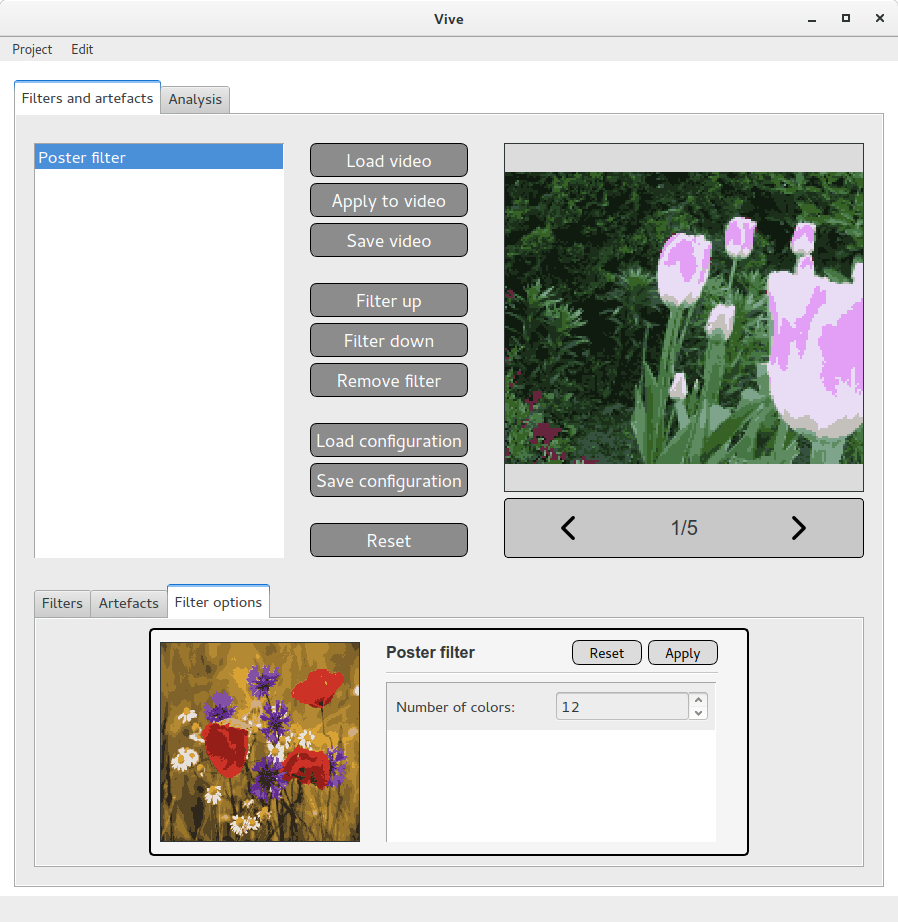 Vive
Project Edit
Filters and artefacts Analysis
Poster filter
Load video
Apply to video
Save video
Filter up
Filter down
Remove filter
Load configuration
Save configuration
Reset
1/5
Filters Artefacts Filter options
Poster filter Reset Apply
Number of colors: 12